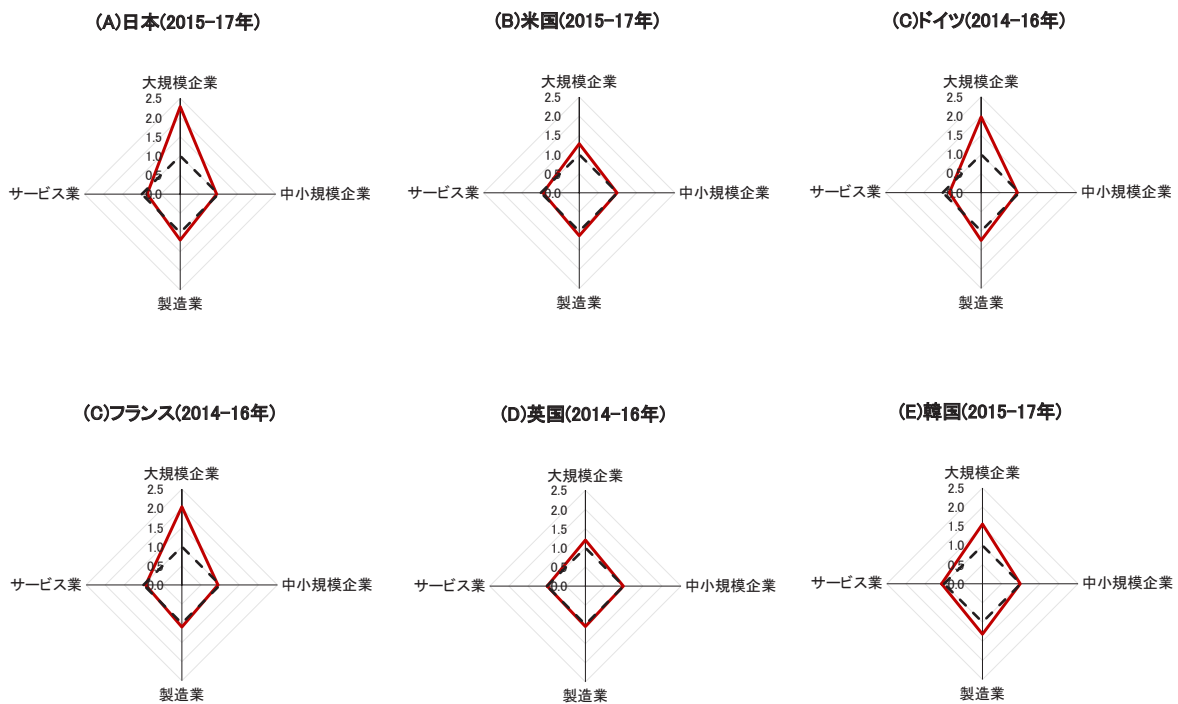 (A)日本(2015-17年)
大規模企業
2.5
2.0
1.5
1.0
0.5
0.0
サービス業
中小規模企業
製造業
(B)米国(2015-17年)
大規模企業
2.5
2.0
1.5
1.0
0.5
0.0
サービス業
中小規模企業
製造業
(C)ドイツ(2014-16年)
大規模企業
2.5
2.0
1.5
1.0
0.5
0.0
サービス業
中小規模企業
製造業
(C)フランス(2014-16年)
大規模企業
2.5
2.0
1.5
1.0
0.5
0.0
サービス業
中小規模企業
製造業
(D)英国(2014-16年)
大規模企業
2.5
2.0
1.5
1.0
0.5
0.0
サービス業
中小規模企業
製造業
(E)韓国(2015-17年)
大規模企業
2.5
2.0
1.5
1.0
0.5
0.0
サービス業
中小規模企業
製造業